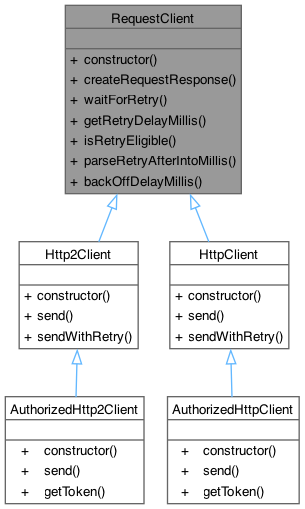 RequestClient
+ constructor()
+ createRequestResponse()
+ waitForRetry()
+ getRetryDelayMillis()
+ isRetryEligible()
+ parseRetryAfterIntoMillis()
+ backOffDelayMillis()
Http2Client
+ constructor()
+ send()
+ sendWithRetry()
HttpClient
+ constructor()
+ send()
+ sendWithRetry()
AuthorizedHttp2Client
+ constructor()
+ send()
+ getToken()
AuthorizedHttpClient
+ constructor()
+ send()
+ getToken()